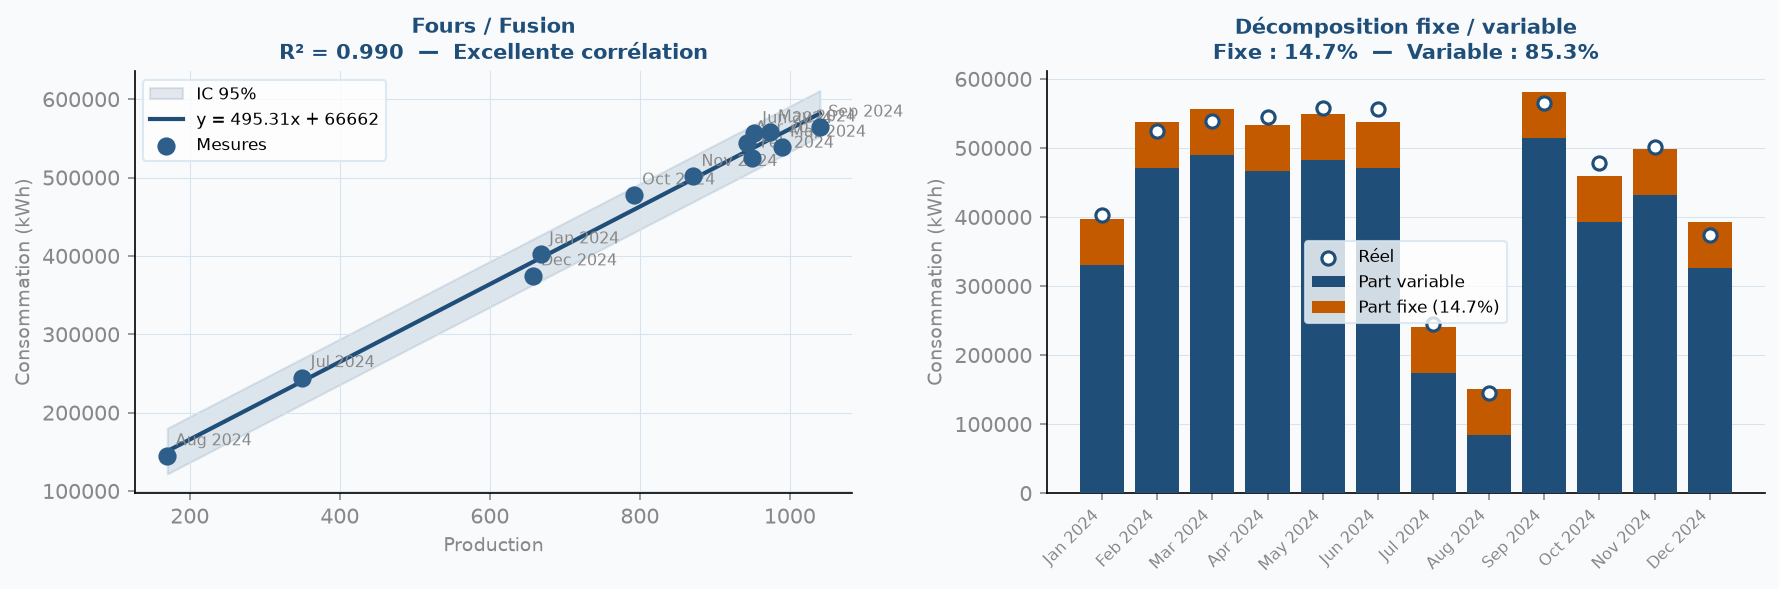 Fours / Fusion
R² = 0.990 — Excellente corrélation
IC 95%
y = 495.31x + 66662
Mesures
Consommation (kWh)
600000
500000
400000
300000
200000
100000
Sep 2024
Nov 2024
Oct 2024
Jan 2024
Dec 2024
Jul 2024
Aug 2024
200
400
600
800
1000
Production
Décomposition fixe / variable
Fixe : 14.7% — Variable : 85.3%
Consommation (kWh)
600000
500000
400000
300000
200000
100000
0
Réel
Part variable
Part fixe (14.7%)
Jan 2024
Feb 2024
Mar 2024
Apr 2024
May 2024
Jun 2024
Jul 2024
Aug 2024
Sep 2024
Oct 2024
Nov 2024
Dec 2024